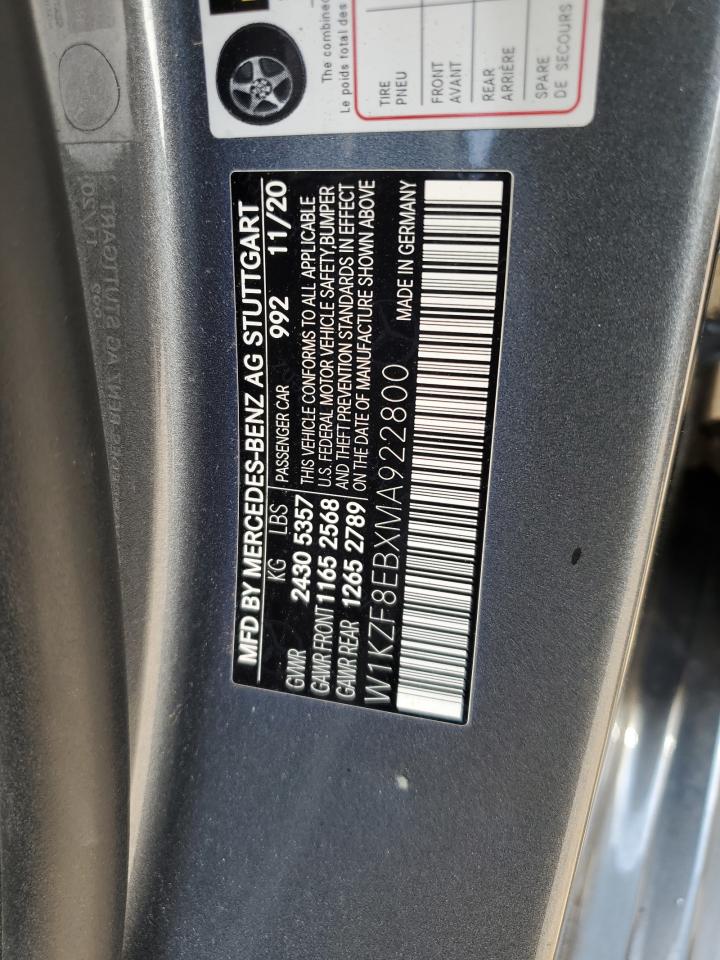 The combined
Le poids total des
TIRE
PNEU
FRONT
AVANT
REAR
ARRIÈRE
SPARE
DE SECOURS
MFD BY MERCEDES-BENZ AG STUTTGART
KG LBS PASSENGER CAR 992 11/20
GVWR 2430 5357
GAWR FRONT 1165 2568
GAWR REAR 1265 2789
THIS VEHICLE CONFORMS TO ALL APPLICABLE
U.S. FEDERAL MOTOR VEHICLE SAFETY,BUMPER
AND THEFT PREVENTION STANDARDS IN EFFECT
ON THE DATE OF MANUFACTURE SHOWN ABOVE
W1KZF8EBXMA922800 MADE IN GERMANY